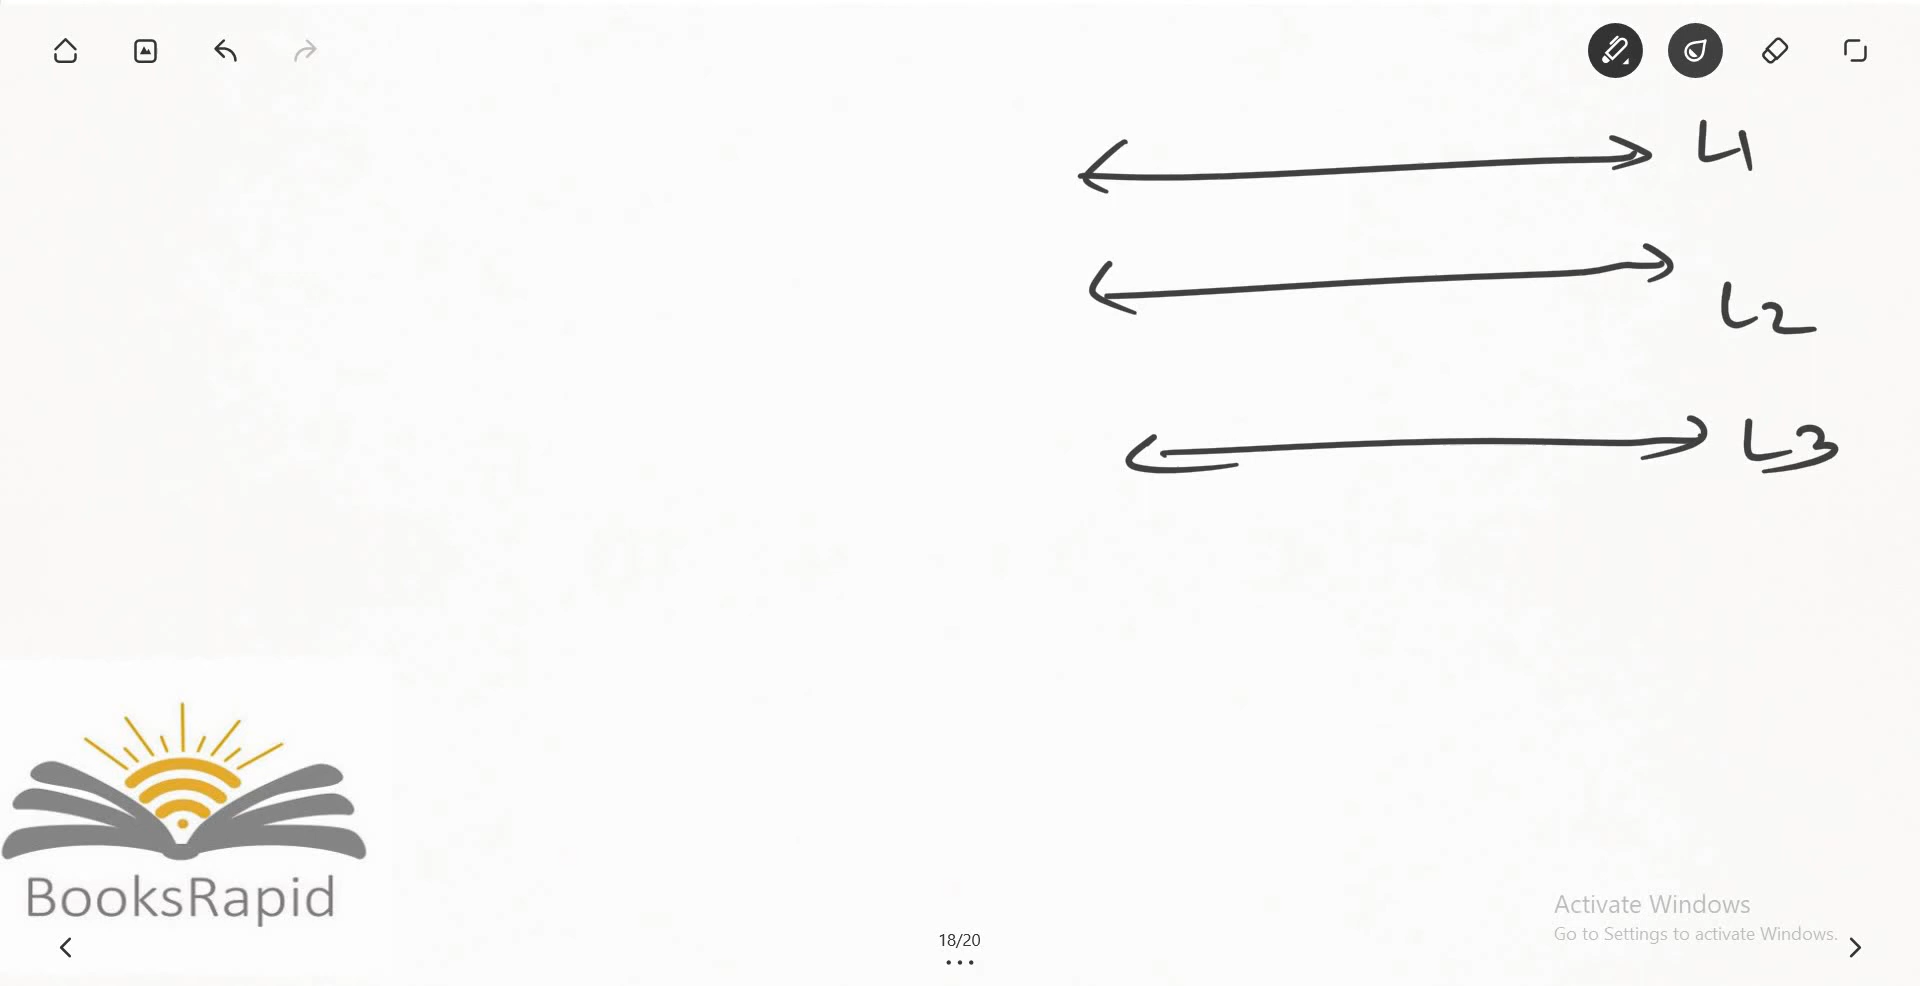 L1
L2
L3
BooksRapid
Activate Windows
Go to Settings to activate Windows.
18/20